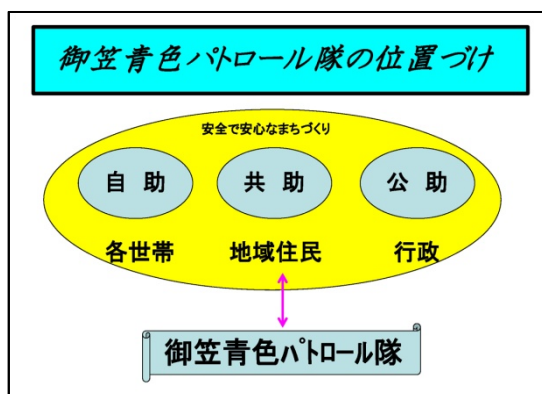 御笠青色パトロール隊の位置づけ
安全で安心なまちづくり
自 助 共 助 公 助
各世帯 地域住民 行政
御笠青色ﾊﾟﾄﾛｰﾙ隊